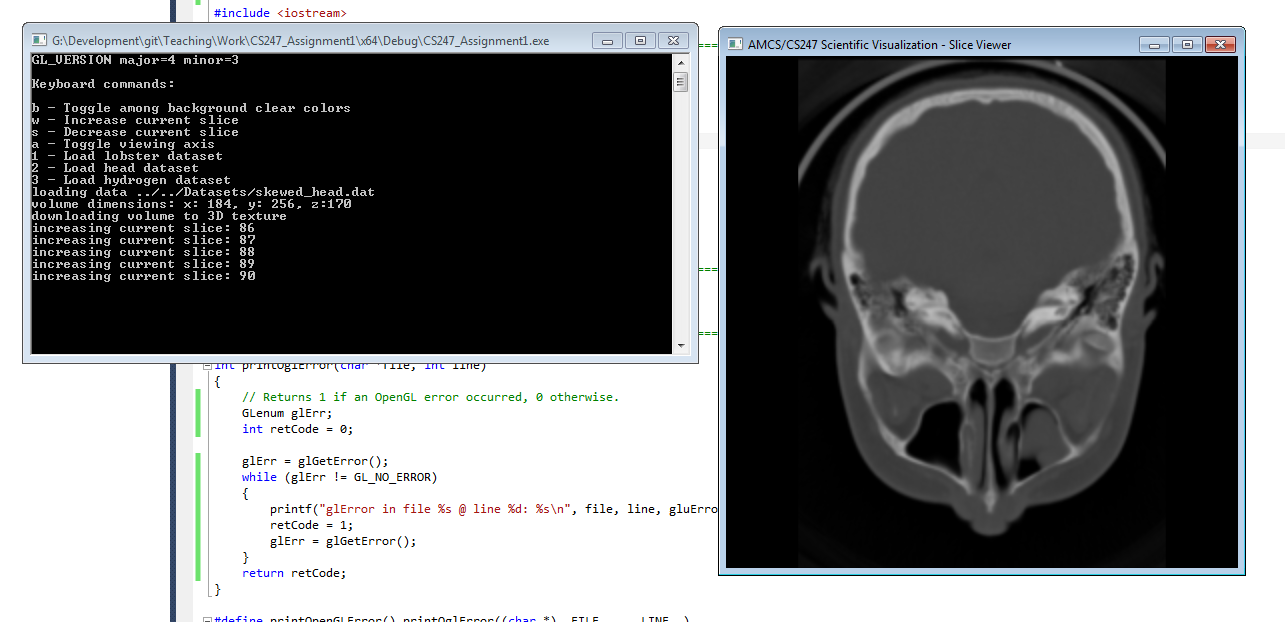 #include <iostream>
G:\Development\git\Teaching\Work\CS247_Assignment1\x64\Debug\CS247_Assignment1.exe
GL_VERSION major=4 minor=3
Keyboard commands:
b - Toggle among background clear colors
w - Increase current slice
s - Decrease current slice
a - Toggle viewing axis
1 - Load lobster dataset
2 - Load head dataset
3 - Load hydrogen dataset
loading data ../../Datasets/skewed_head.dat
volume dimensions: x: 184, y: 256, z:170
downloading volume to 3D texture
increasing current slice: 86
increasing current slice: 87
increasing current slice: 88
increasing current slice: 89
increasing current slice: 90
AMCS/CS247 Scientific Visualization - Slice Viewer
===
===
===
int printOglError(char *file, int line)
{
// Returns 1 if an OpenGL error occurred, 0 otherwise.
GLenum glErr;
int retCode = 0;
glErr = glGetError();
while (glErr != GL_NO_ERROR)
{
printf("glError in file %s @ line %d: %s\n", file, line, gluErro
retCode = 1;
glErr = glGetError();
}
return retCode;
}
#define printOpenGLError() printOglError((char *)__FILE__, __LINE__)